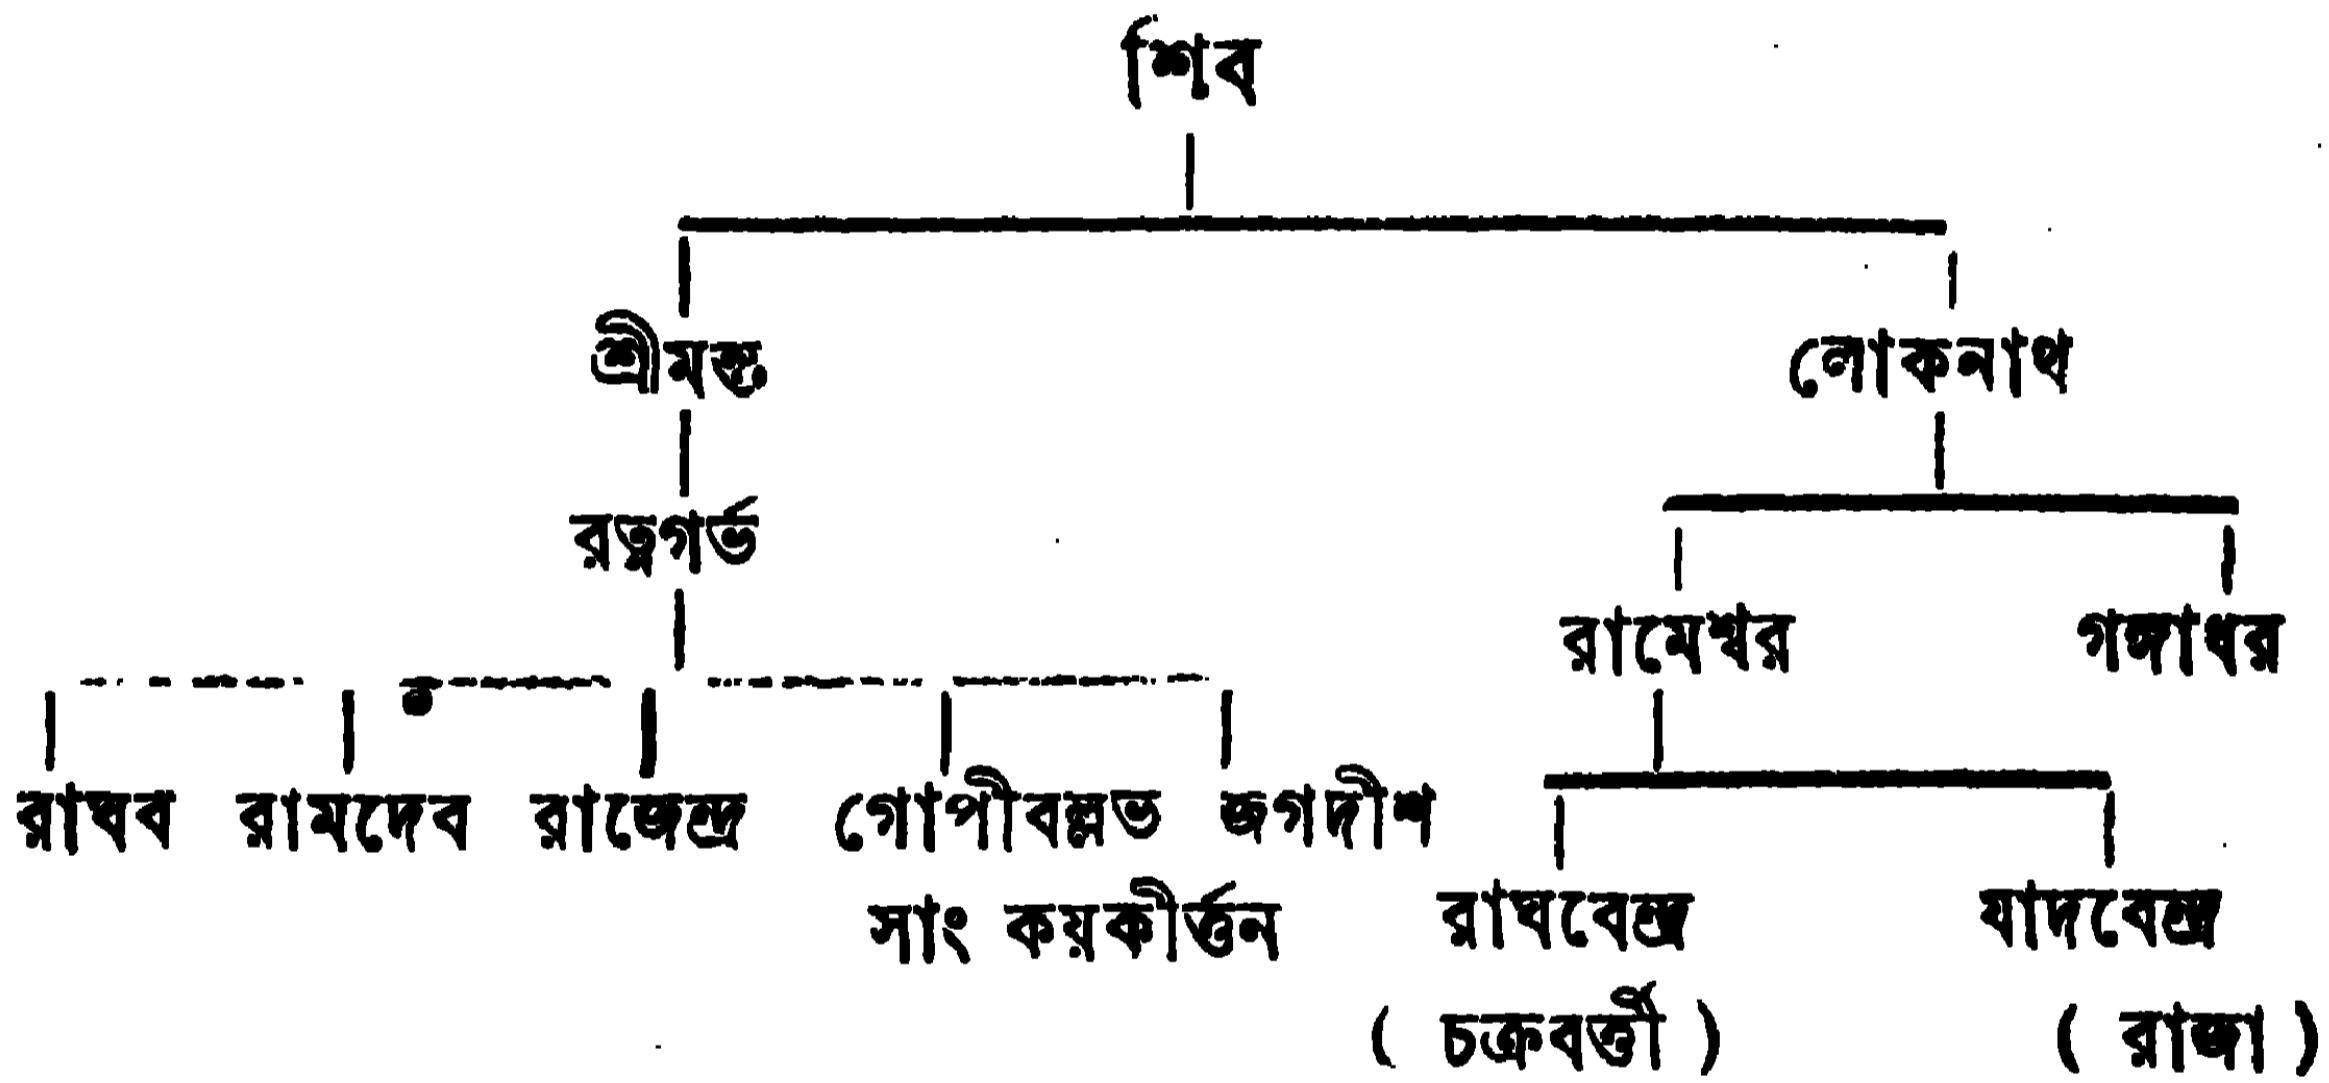 শিব
শ্রীমন্ত লোকনাথ
রত্নগর্ভ
রামেশ্বর গঙ্গাধর
রাঘব রামদেব রাজেন্দ্র গোপীবল্লভ জগদীশ
সাং কয়কীর্ত্তন রাঘবেন্দ্র যাদবেন্দ্র
( চক্রবর্ত্তী ) ( রাজা )